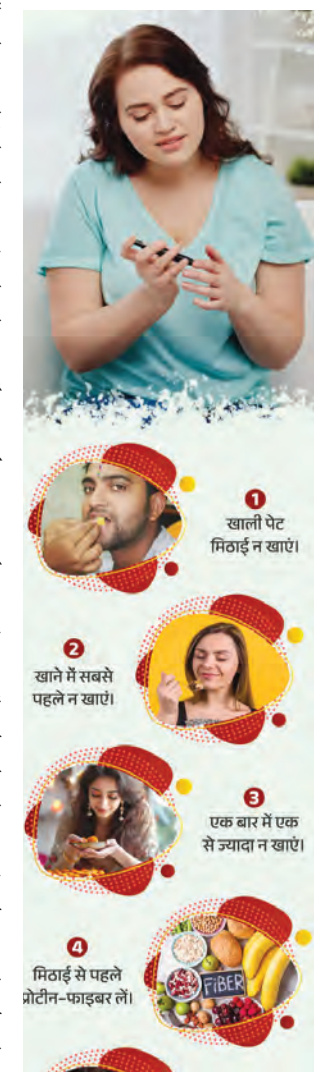 1
खाली पेट
मिठाई न खाएं।
2
खाने में सबसे
पहले न खाएं।
3
एक बार में एक
से ज्यादा न खाएं।
4
मिठाई से पहले
प्रोटीन-फाइबर लें।
FiBER